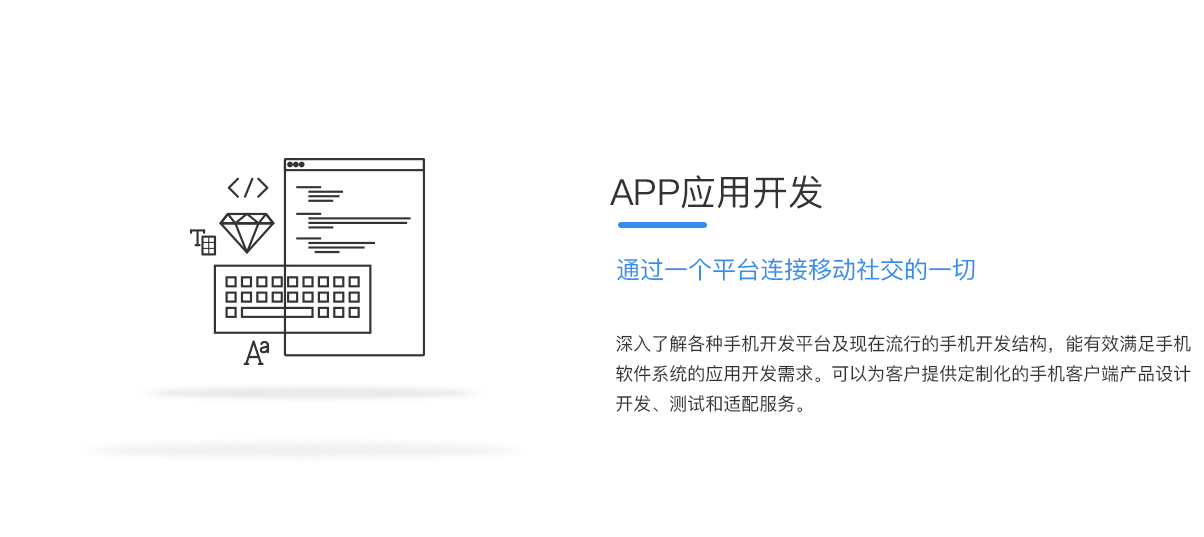 </>
T
Aa
APP应用开发
通过一个平台连接移动社交的一切
深入了解各种手机开发平台及现在流行的手机开发结构，能有效满足手机
软件系统的应用开发需求。可以为客户提供定制化的手机客户端产品设计
开发、测试和适配服务。